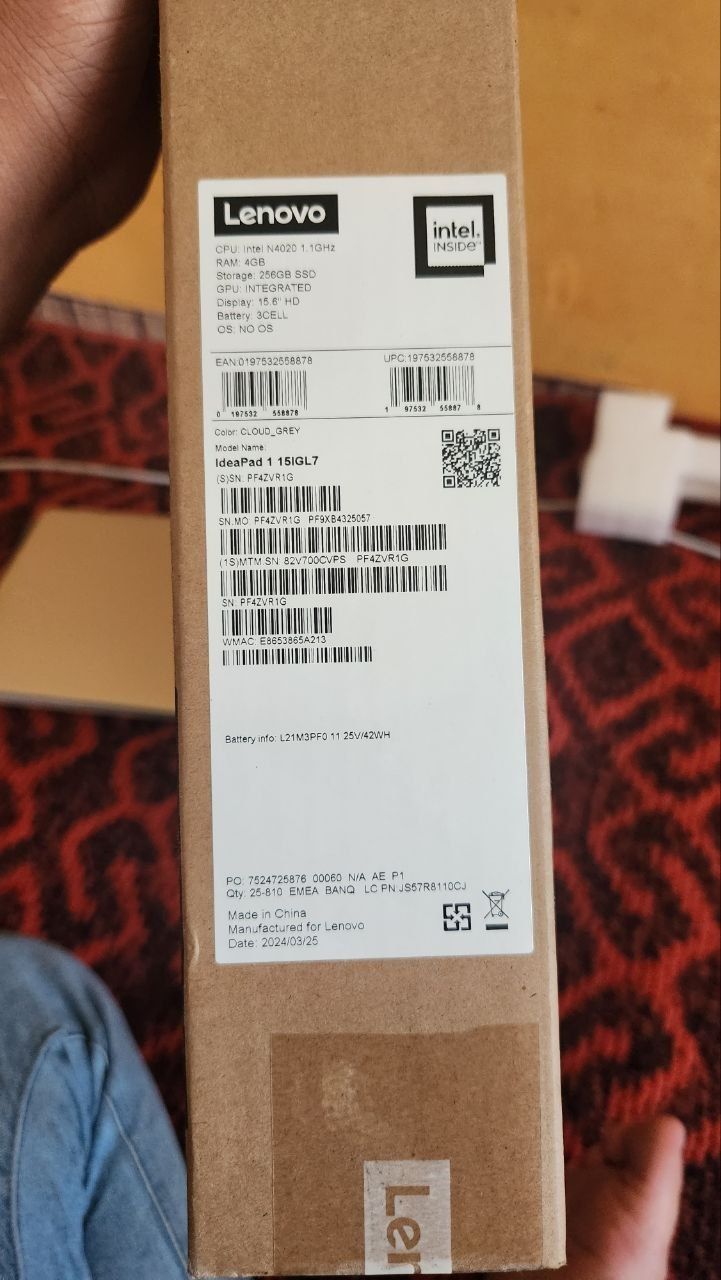 Lenovo
intel.
INSIDE™
CPU: Intel N4020 1.1GHz
RAM: 4GB
Storage: 256GB SSD
GPU: INTEGRATED
Display: 15.6" HD
Battery: 3CELL
OS: NO OS
EAN:0197532558878
UPC:197532558878
0 197532 558878
1 97532 55887 8
Color: CLOUD_GREY
Model Name:
IdeaPad 1 15IGL7
(S)SN: PF4ZVR1G
SN.MO: PF4ZVR1G PF9XB4325057
(1S)MTM:SN 82V700CVPS PF4ZVR1G
SN: PF4ZVR1G
WMAC: E8653865A213
Battery info: L21M3PF0 11 25V/42WH
PO: 7524725876 00060 N/A AE P1
Qty: 25-810 EMEA BANQ LC PN:JS57R8110CJ
Made in China
Manufactured for Lenovo
Date: 2024/03/25
Len